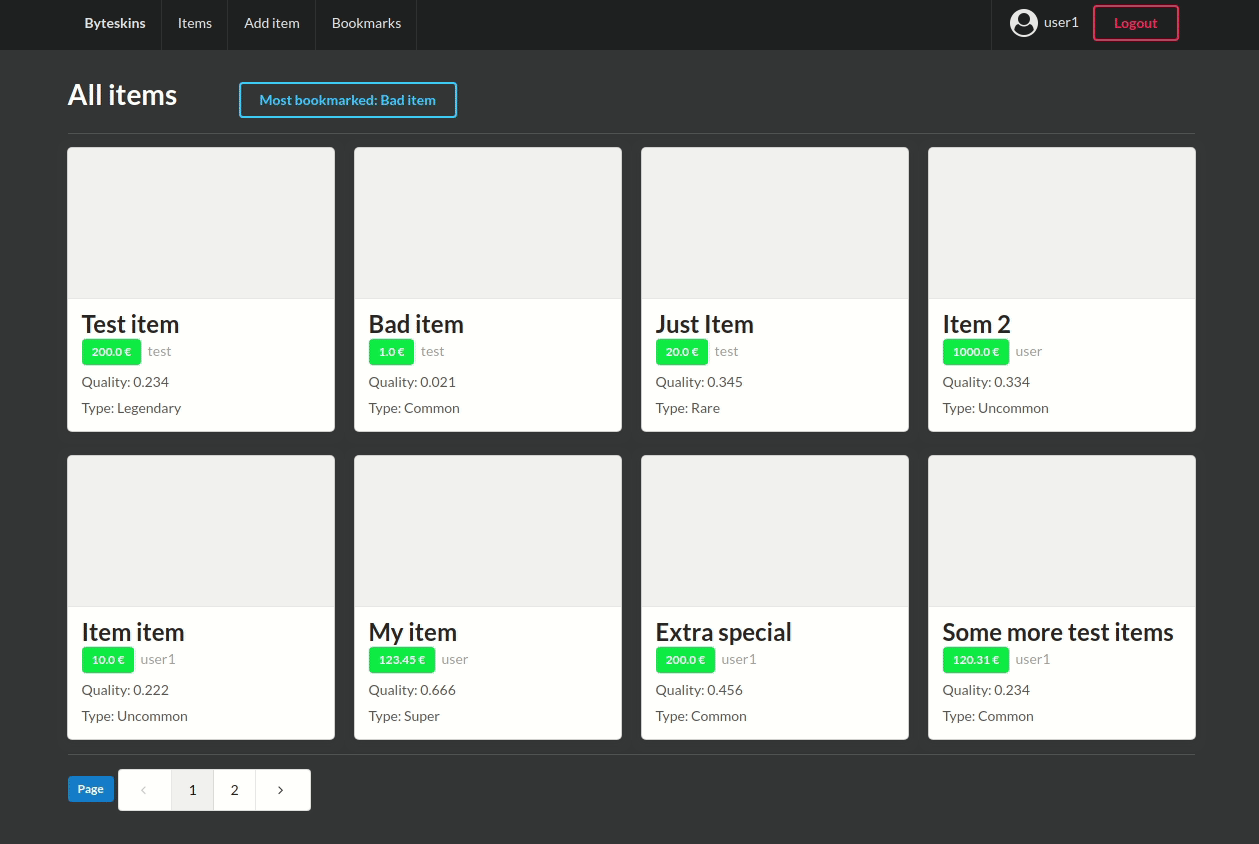 Byteskins Items Add item Bookmarks user1 Logout
All items Most bookmarked: Bad item
Test item Bad item Just Item Item 2
200.0 € test 1.0 € test 20.0 € test 1000.0 € user
Quality: 0.234 Quality: 0.021 Quality: 0.345 Quality: 0.334
Type: Legendary Type: Common Type: Rare Type: Uncommon
Item item My item Extra special Some more test items
10.0 € user1 123.45 € user 200.0 € user1 120.31 € user1
Quality: 0.222 Quality: 0.666 Quality: 0.456 Quality: 0.234
Type: Uncommon Type: Super Type: Common Type: Common
Page ‹ 1 2 ›